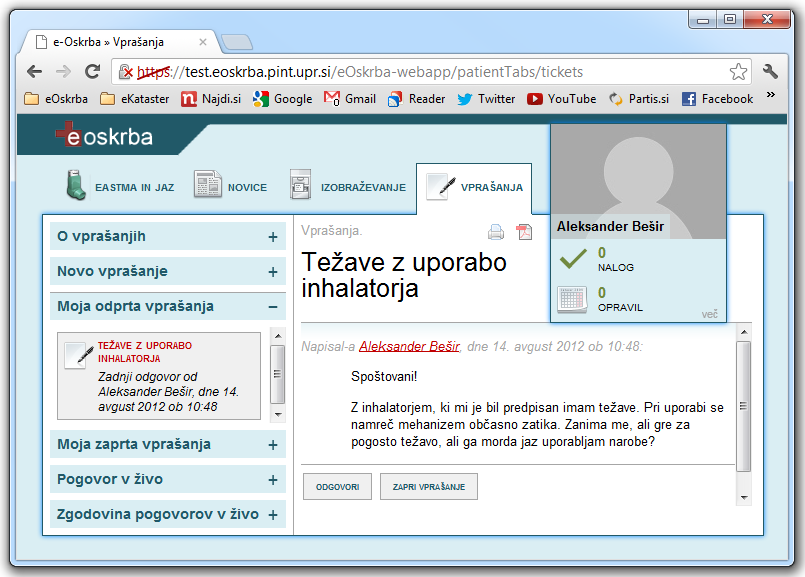 e-Oskrba » Vprašanja
https://test.eoskrba.pint.upr.si/eOskrba-webapp/patientTabs/tickets
eOskrba eKataster Najdi.si Google Gmail Reader Twitter YouTube Partis.si Facebook »
eoskrba
EASTMA IN JAZ NOVICE IZOBRAŽEVANJE VPRAŠANJA
Aleksander Bešir
0
NALOG
0
OPRAVIL
več
O vprašanjih +
Novo vprašanje +
Moja odprta vprašanja −
TEŽAVE Z UPORABO
INHALATORJA
Zadnji odgovor od
Aleksander Bešir, dne 14.
avgust 2012 ob 10:48
Moja zaprta vprašanja +
Pogovor v živo +
Zgodovina pogovorov v živo +
Vprašanja.
Težave z uporabo
inhalatorja
Napisal-a Aleksander Bešir, dne 14. avgust 2012 ob 10:48:
Spoštovani!
Z inhalatorjem, ki mi je bil predpisan imam težave. Pri uporabi se
namreč mehanizem občasno zatika. Zanima me, ali gre za
pogosto težavo, ali ga morda jaz uporabljam narobe?
ODGOVORI ZAPRI VPRAŠANJE